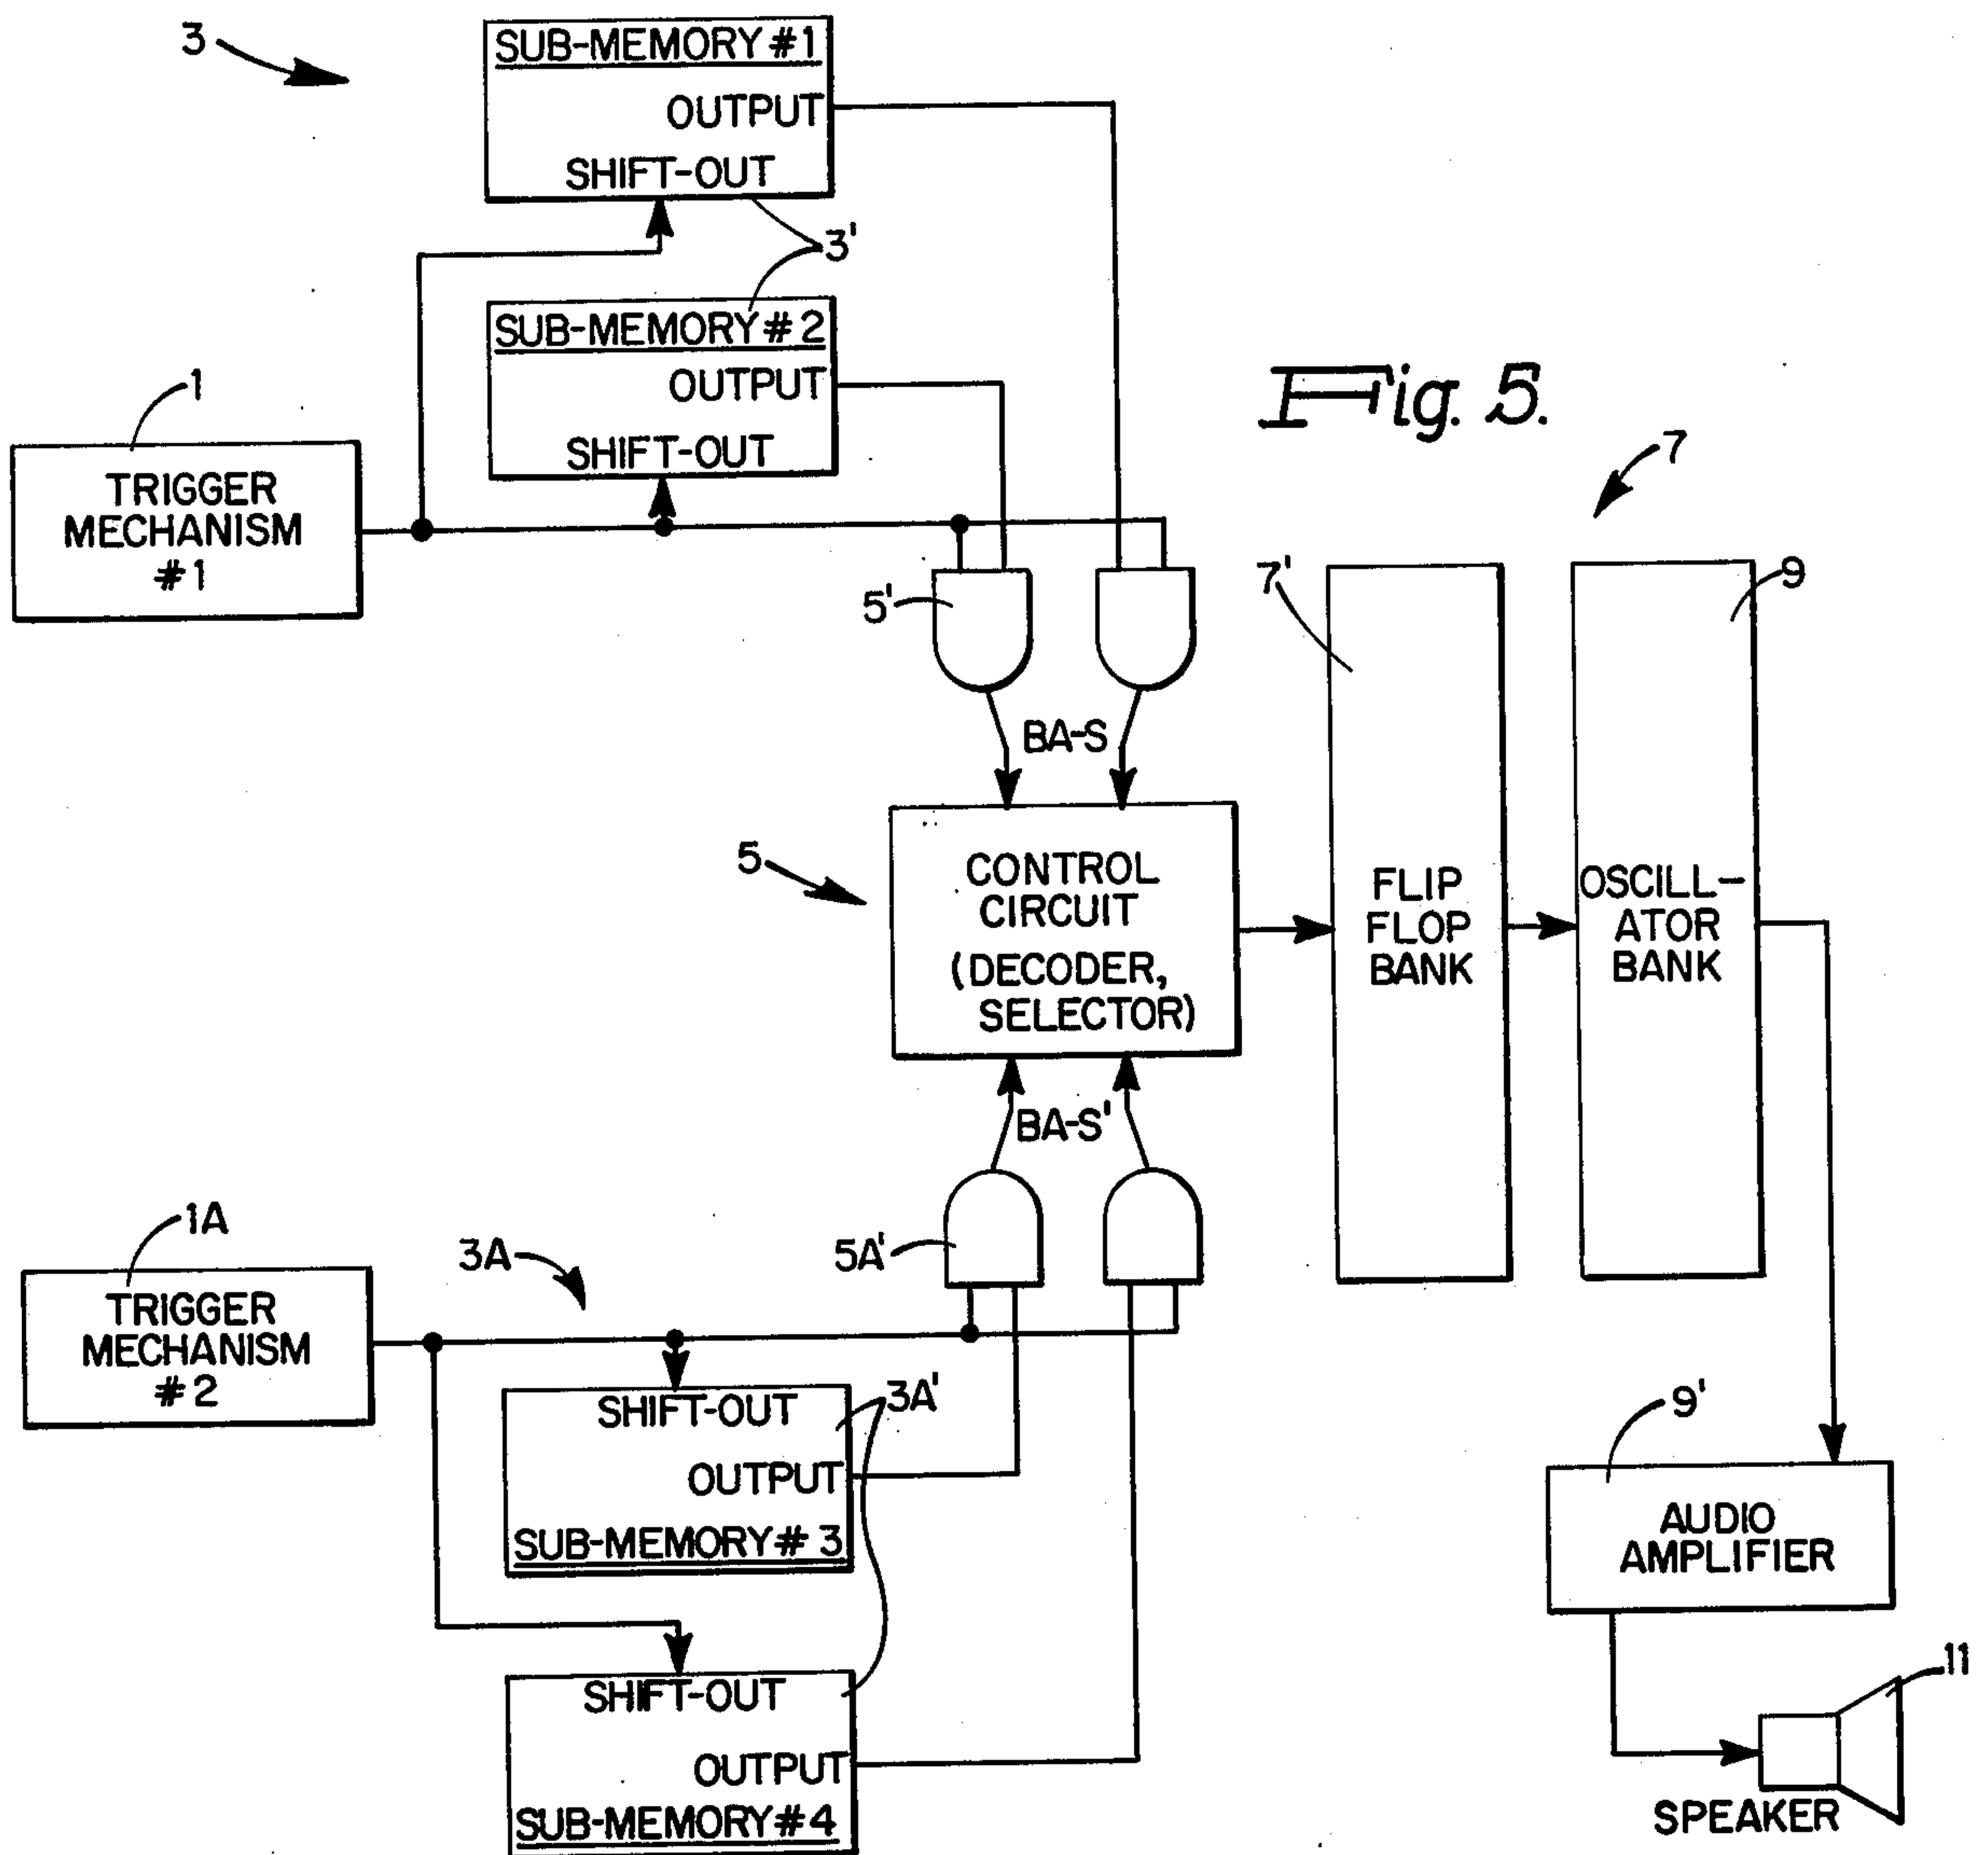 3
SUB-MEMORY #1
OUTPUT
SHIFT-OUT
3'
SUB-MEMORY #2
OUTPUT
SHIFT-OUT
1
TRIGGER
MECHANISM
#1
Fig. 5.
7
5'
7'
9
BA-S
5
CONTROL
CIRCUIT
(DECODER,
SELECTOR)
FLIP
FLOP
BANK
OSCILL-
ATOR
BANK
BA-S'
1A
3A
5A'
TRIGGER
MECHANISM
#2
SHIFT-OUT
3A'
OUTPUT
SUB-MEMORY #3
9'
AUDIO
AMPLIFIER
SHIFT-OUT
OUTPUT
SUB-MEMORY #4
11
SPEAKER